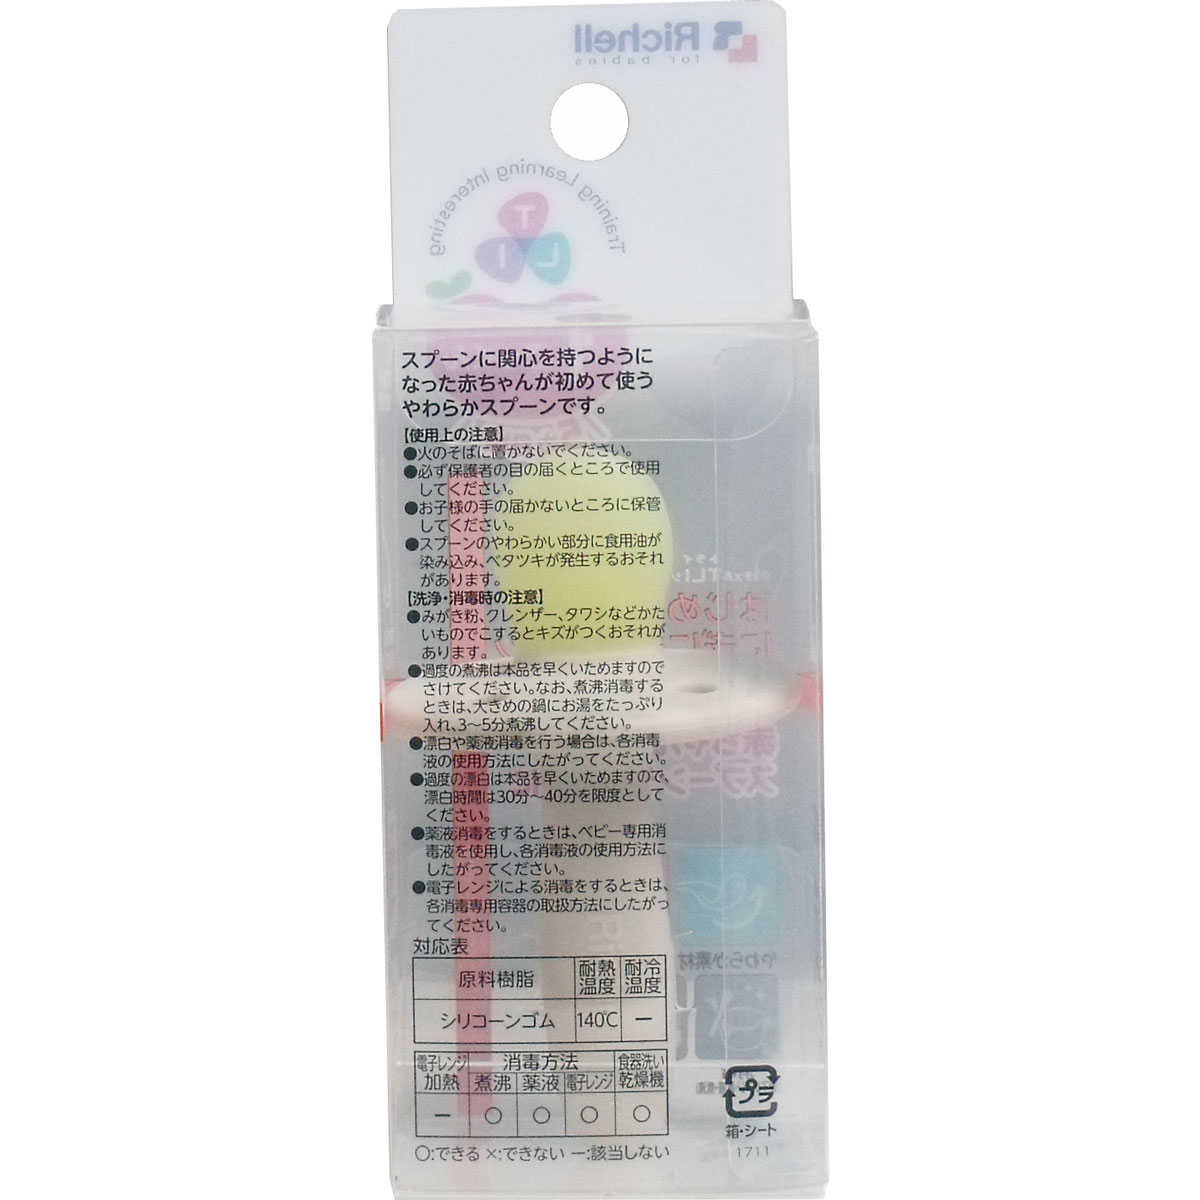 Richell
for babies
Training Learning Interesting
T
L I
スプーンに関心を持つように
なった赤ちゃんが初めて使う
やわらかスプーンです。
【使用上の注意】
●火のそばに置かないでください。
●必ず保護者の目の届くところで使用
してください。
●お子様の手の届かないところに保管
してください。
●スプーンのやわらかい部分に食用油が
染み込み、ベタツキが発生するおそれ
があります。
【洗浄・消毒時の注意】
●みがき粉、クレンザー、タワシなどかた
いものでこするとキズがつくおそれが
あります。
●過度の煮沸は本品を早くいためますので
さけてください。なお、煮沸消毒する
ときは、大きめの鍋にお湯をたっぷり
入れ、3～5分煮沸してください。
●漂白や薬液消毒を行う場合は、各消毒
液の使用方法にしたがってください。
●過度の漂白は本品を早くいためますので、
漂白時間は30分～40分を限度として
ください。
●薬液消毒をするときは、ベビー専用消
毒液を使用し、各消毒液の使用方法に
したがってください。
●電子レンジによる消毒をするときは、
各消毒専用容器の取扱方法にしたがっ
てください。
対応表
原料樹脂 耐熱温度 耐冷温度
シリコーンゴム 140℃ ー
電子レンジ加熱 消毒方法 食器洗い乾燥機
煮沸 薬液 電子レンジ
ー ○ ○ ○ ○
○:できる ×:できない ー:該当しない
プラ
箱・シート
1711
やわらか素材
はじめ